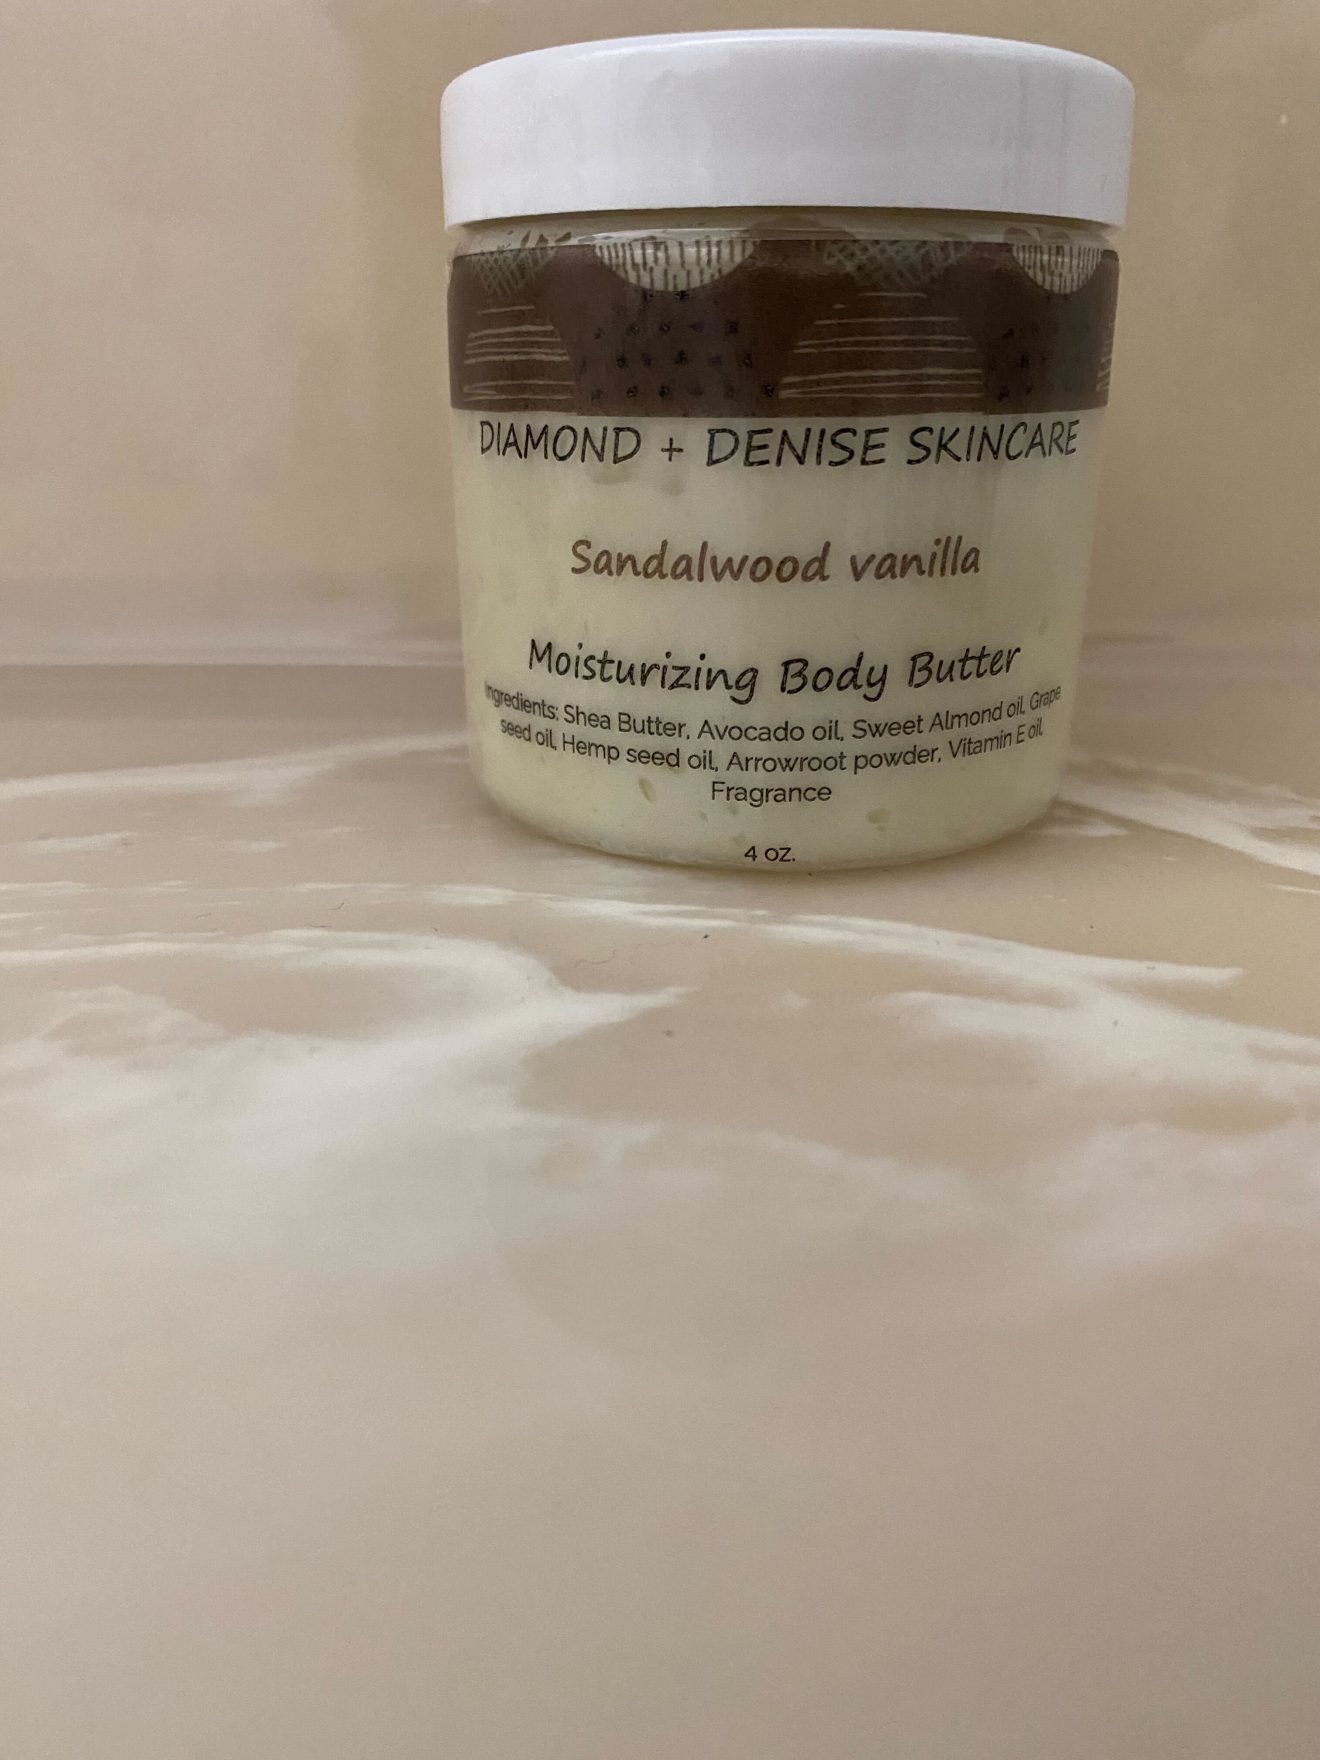 DIAMOND + DENISE SKINCARE
Sandalwood vanilla
Moisturizing Body Butter
Ingredients: Shea Butter, Avocado oil, Sweet Almond oil, Grape
seed oil, Hemp seed oil, Arrowroot powder, Vitamin E oil,
Fragrance
4 oz.